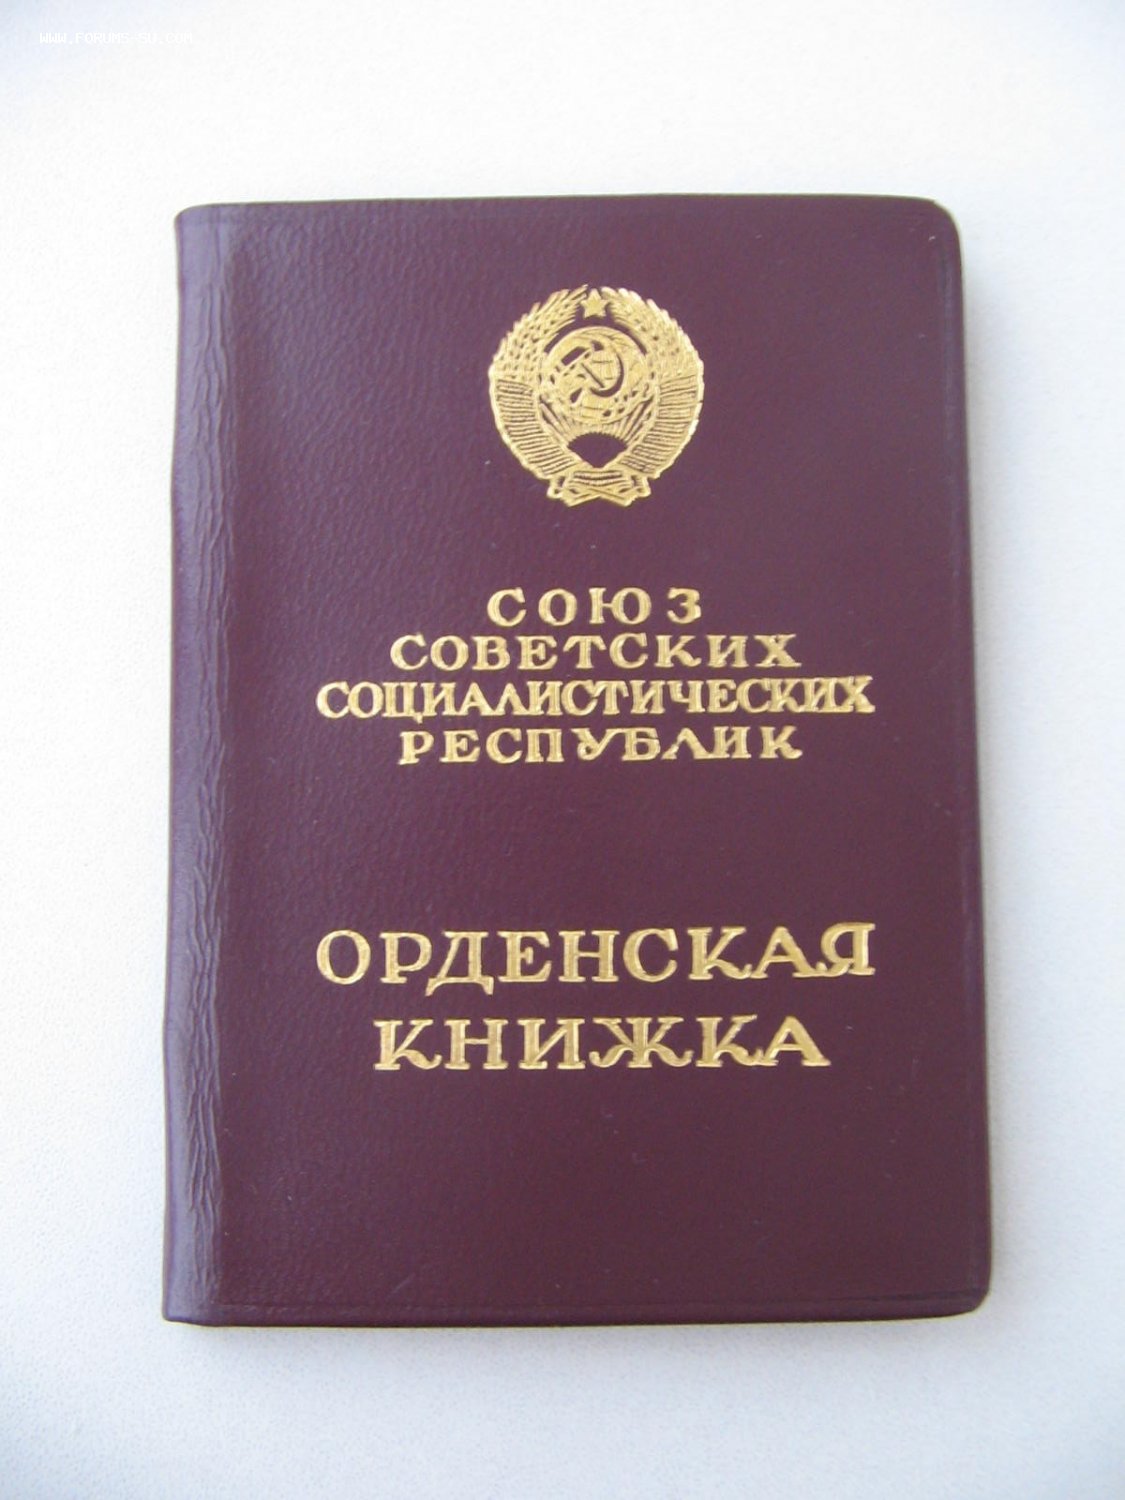 WWW.FORUMS-SU.COM
СОЮЗ
СОВЕТСКИХ
СОЦИАЛИСТИЧЕСКИХ
РЕСПУБЛИК
ОРДЕНСКАЯ
КНИЖКА